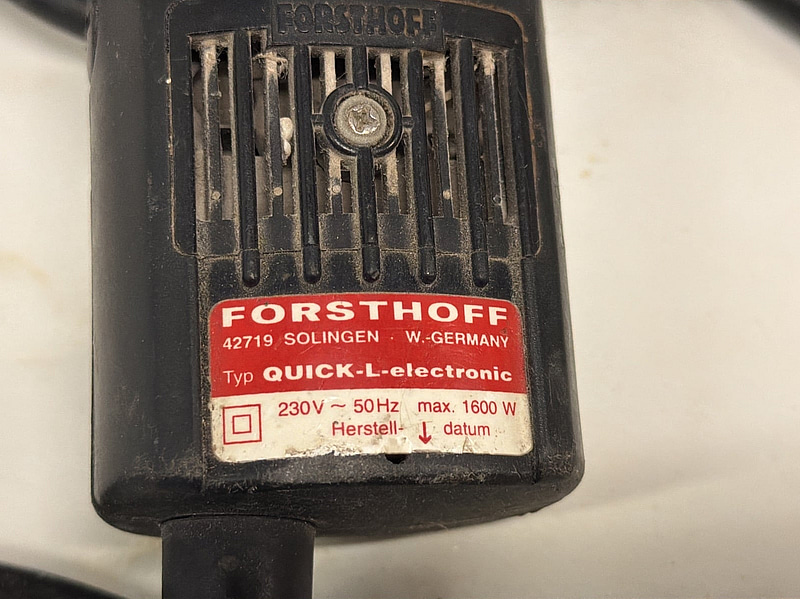 FORSTHOFF
FORSTHOFF
42719 SOLINGEN · W.-GERMANY
Typ QUICK-L-electronic
230V ~ 50Hz max. 1600 W
Herstell- ↓ datum